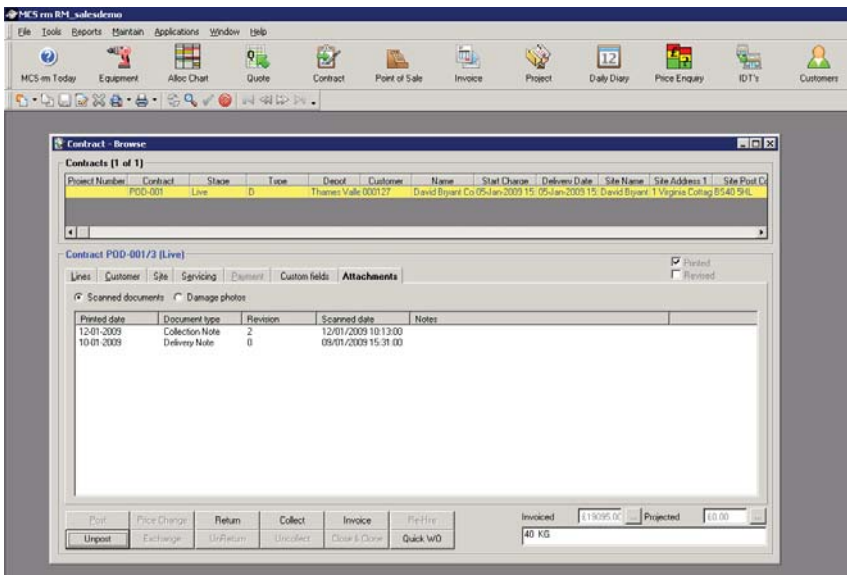 MCS rm RM_salesdemo
File Tools Reports Maintain Applications Window Help
MCS-rm Today Equipment Alloc Chart Quote Contract Point of Sale Invoice Project Daily Diary Price Enquiry IDT's Customers
12
Contract - Browse
Contracts (1 of 1)
Project Number Contract Stage Type Depot Customer Name Start Charge Delivery Date Site Name Site Address 1 Site Post Co
POD-001 Live D Thames Valle 000127 David Bryant Co 05-Jan-2009 15: 05-Jan-2009 15: David Bryant 1 Virginia Cottag BS40 5HL
Contract POD-001/3 (Live)
Printed
Lines Customer Site Servicing Payment Custom fields Attachments
Revised
Scanned documents Damage photos
Printed date Document type Revision Scanned date Notes
12-01-2009 Collection Note 2 12/01/2009 10:13:00
10-01-2009 Delivery Note 0 09/01/2009 15:31:00
Post Price Change Return Collect Invoice Re-Hire
Invoiced £19095.00 ... Projected £0.00 ...
Unpost Exchange UnReturn Uncollect Close & Clone Quick WO
40 KG